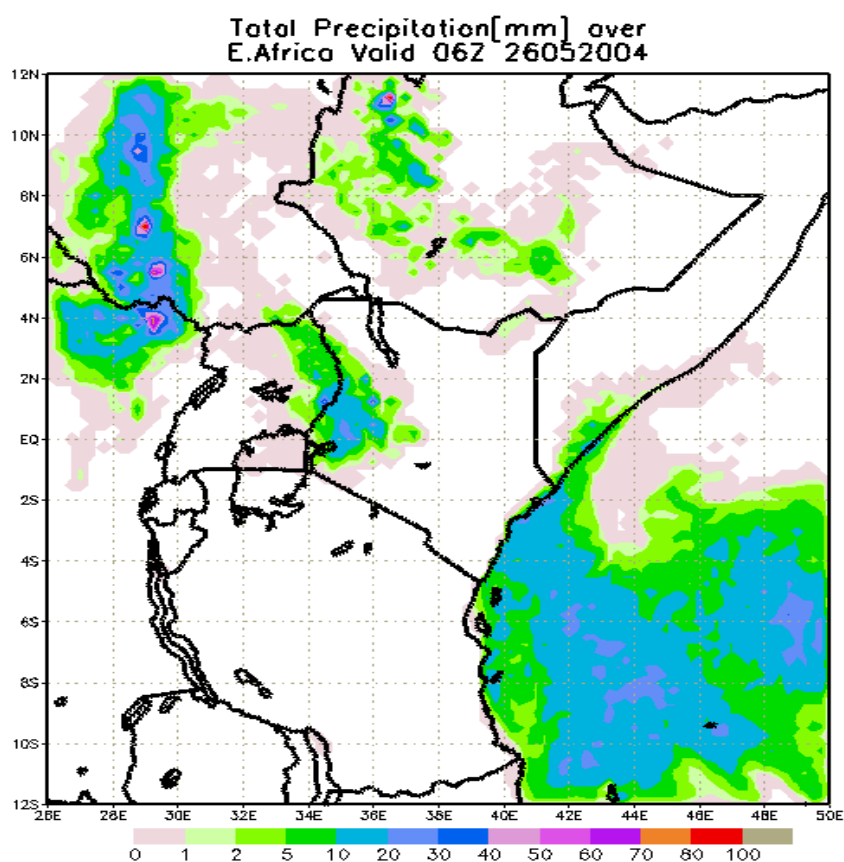 Total Precipitation[mm] over
E.Africa Valid 06Z 26052004
12N
10N
8N
6N
4N
2N
EQ
2S
4S
6S
8S
10S
12S
26E 28E 30E 32E 34E 36E 38E 40E 42E 44E 46E 48E 50E
0 1 2 5 10 20 30 40 50 60 70 80 100